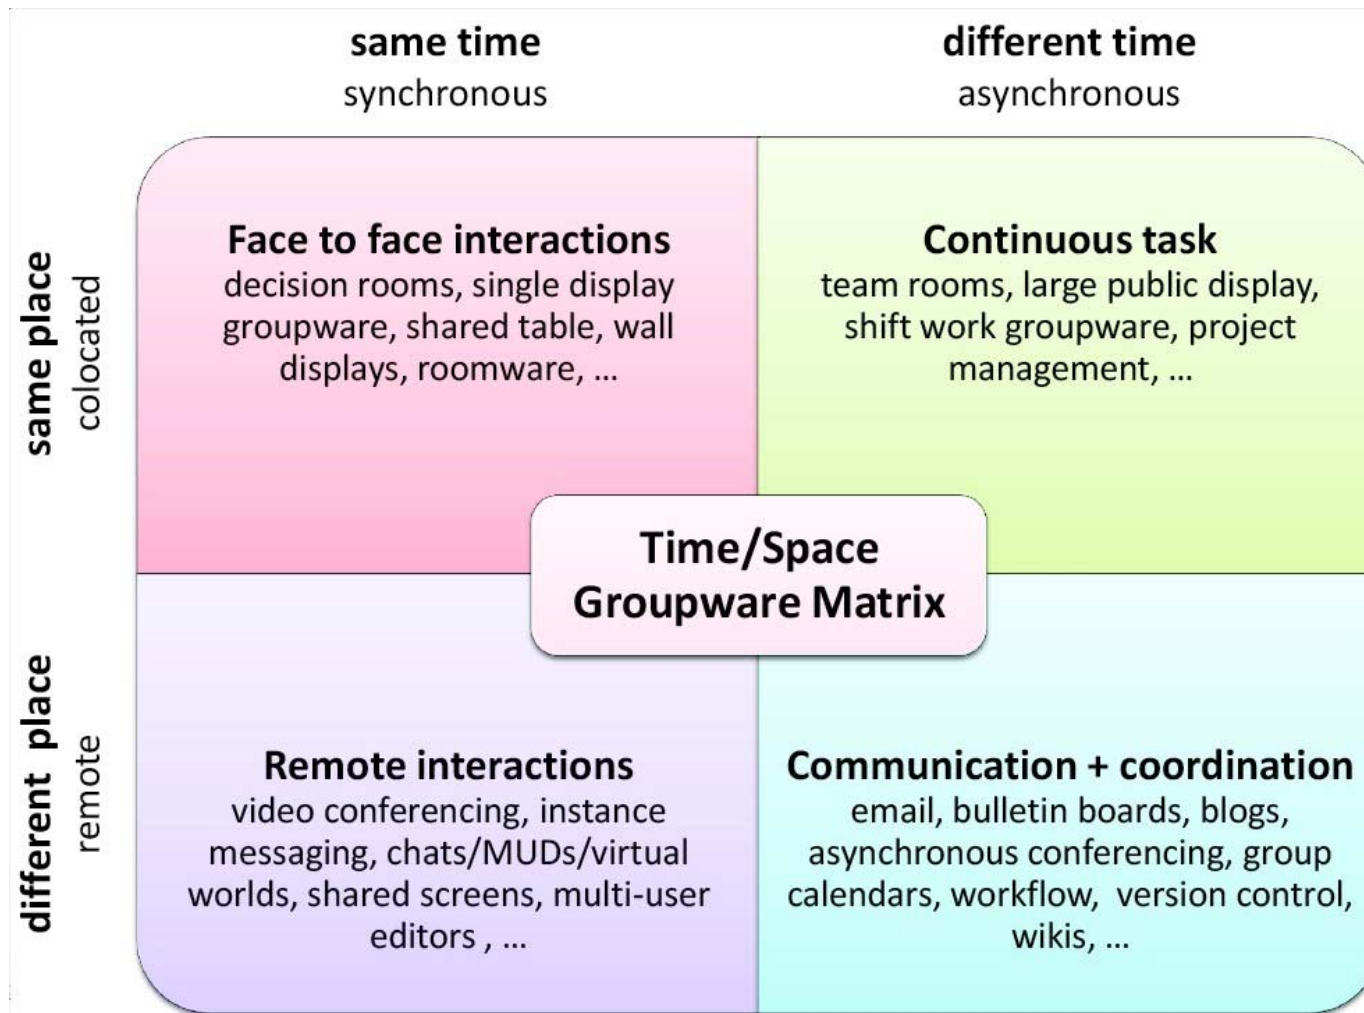 same time
synchronous
different time
asynchronous
same place
colocated
Face to face interactions
decision rooms, single display
groupware, shared table, wall
displays, roomware, ...
Continuous task
team rooms, large public display,
shift work groupware, project
management, ...
Time/Space
Groupware Matrix
different  place
remote
Remote interactions
video conferencing, instance
messaging, chats/MUDs/virtual
worlds, shared screens, multi-user
editors , ...
Communication + coordination
email, bulletin boards, blogs,
asynchronous conferencing, group
calendars, workflow,  version control,
wikis, ...